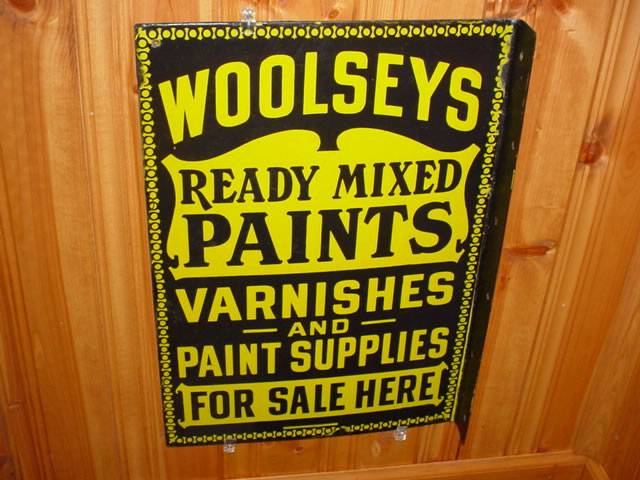 WOOLSEYS
READY MIXED
PAINTS
VARNISHES
AND
PAINT SUPPLIES
FOR SALE HERE